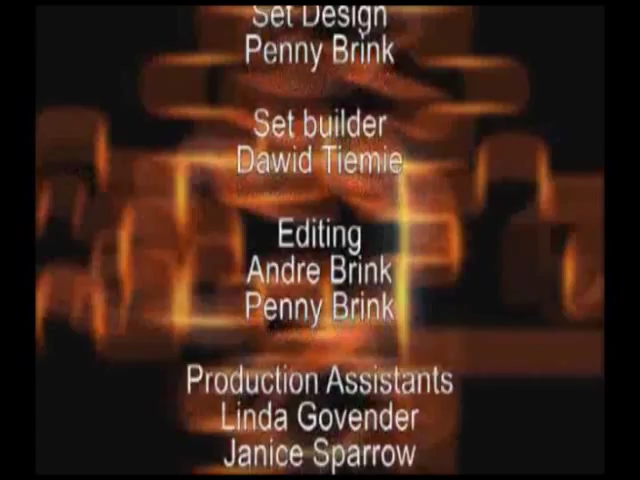 Set Design
Penny Brink
Set builder
Dawid Tiemie
Editing
Andre Brink
Penny Brink
Production Assistants
Linda Govender
Janice Sparrow